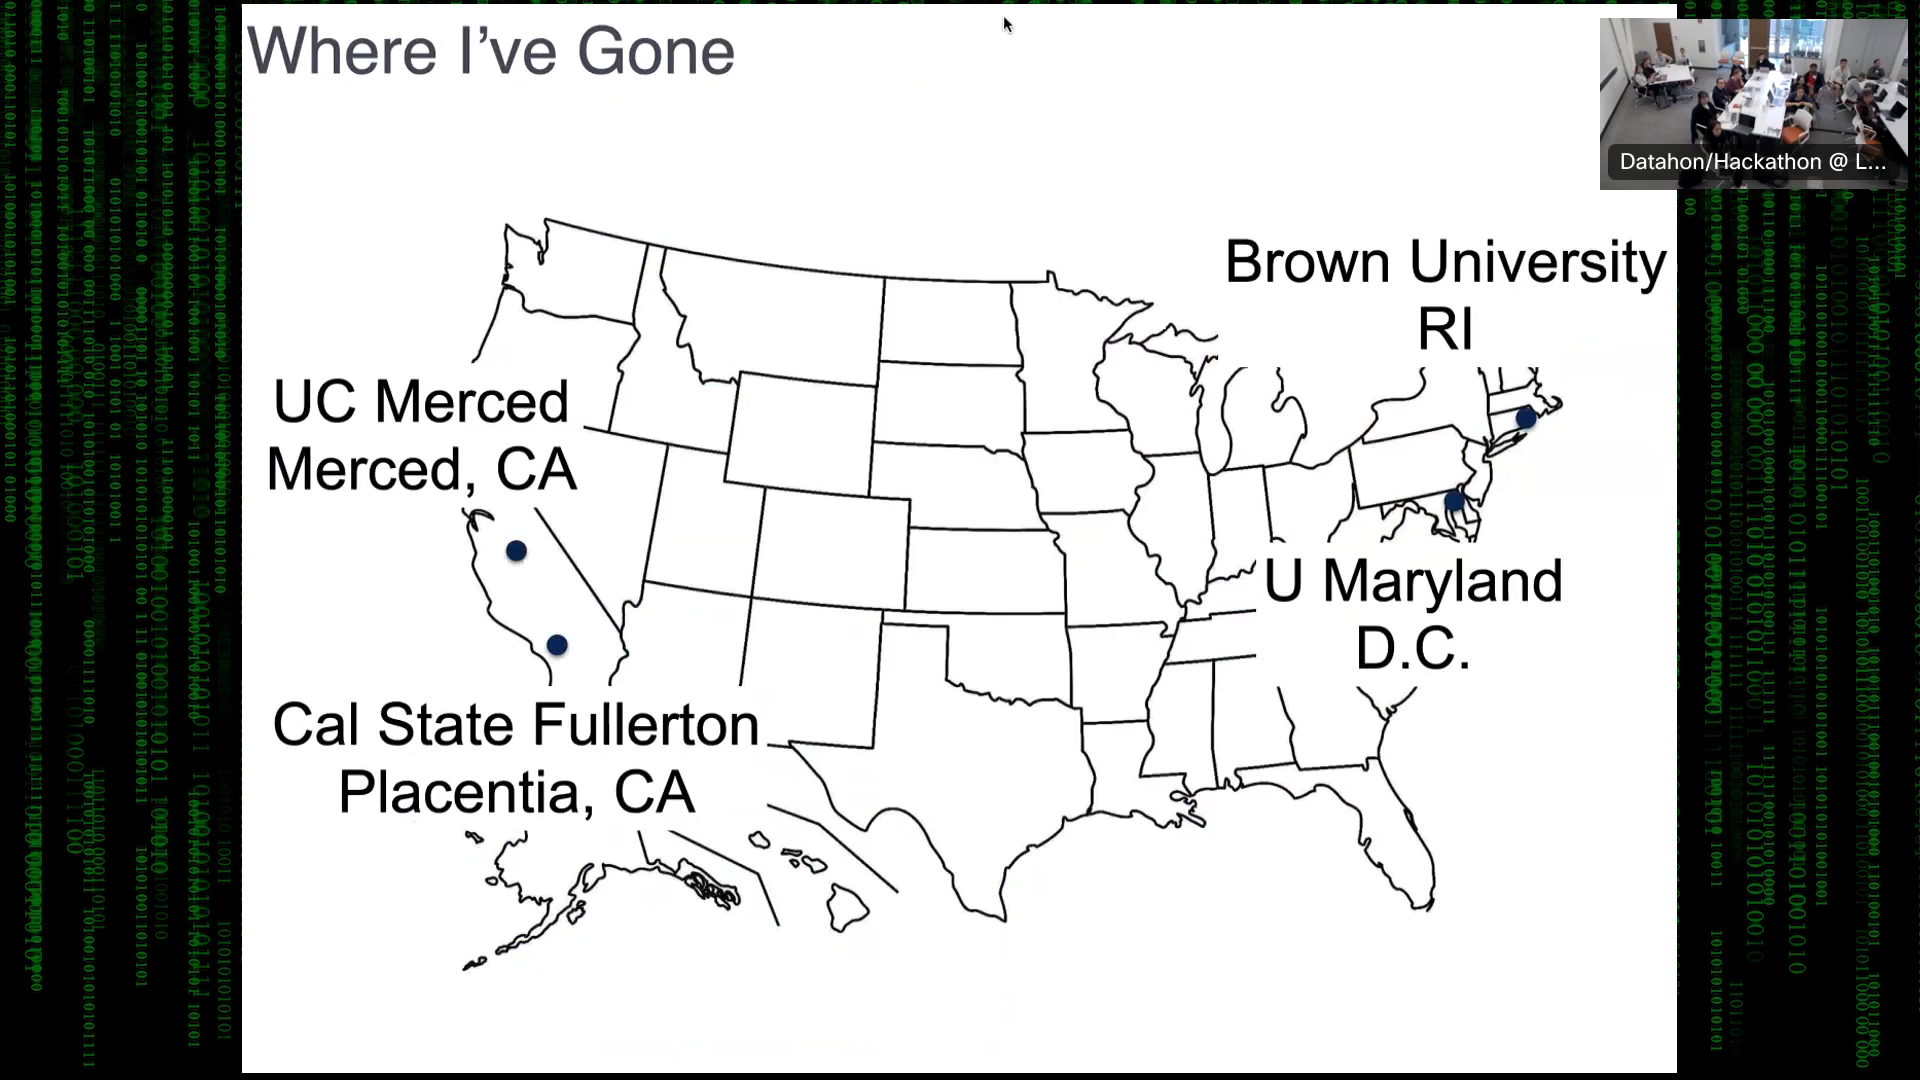 Where I've Gone
Datahon/Hackathon @ L...
Brown University
RI
UC Merced
Merced, CA
U Maryland
D.C.
Cal State Fullerton
Placentia, CA